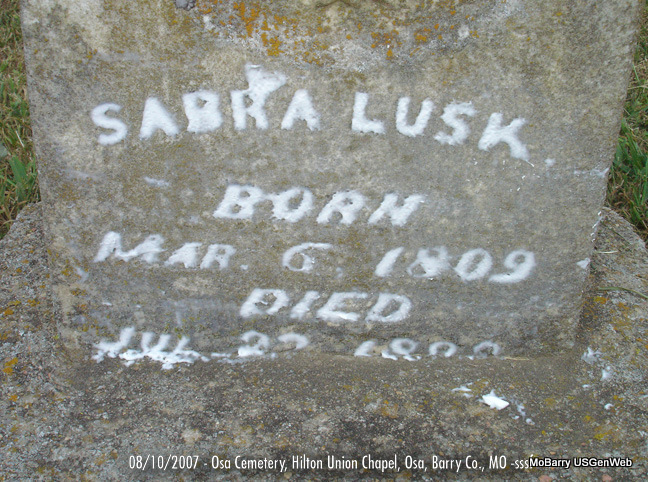 SABRA LUSK
BORN
MAR. 6. 1809
DIED
JUL
08/10/2007 - Osa Cemetery, Hilton Union Chapel, Osa, Barry Co., MO -sss
MoBarry USGenWeb